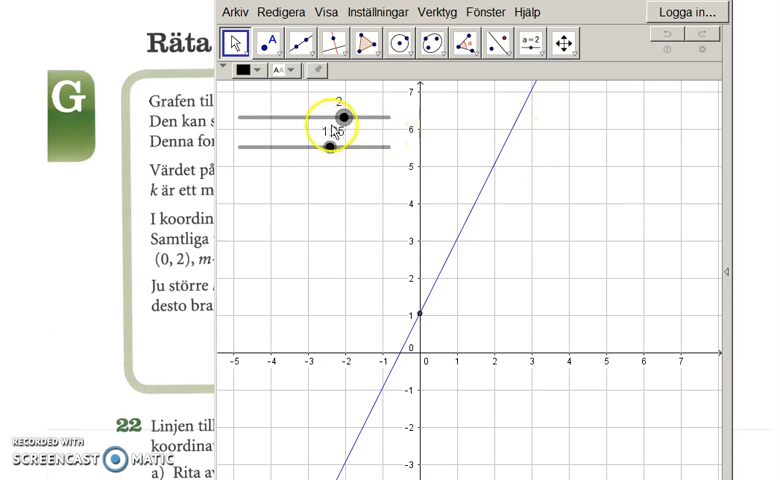 Arkiv Redigera Visa Inställningar Verktyg Fönster Hjälp Logga in...
Räta
G
Grafen til
Den kan s
Denna for
Värdet på
k är ett m
I koordin
Samtliga
(0, 2), m-
Ju större
desto bra
22 Linjen till
koordina
a) Rita av
A
a = 2
AA
2
7
6
5
4
3
2
1
0
-1
-2
-3
-5 -4 -3 -2 -1 0 1 2 3 4 5 6 7
RECORDED WITH
SCREENCAST MATIC